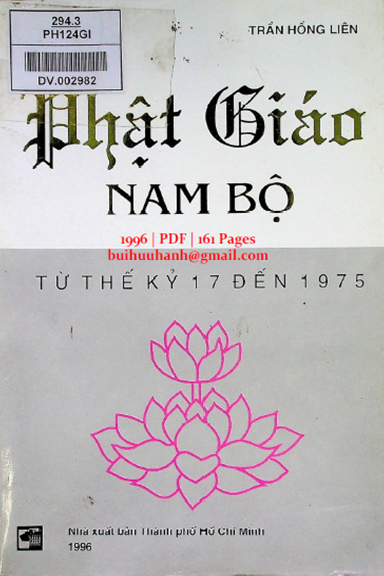 294.3
PH124GI
DV.002982
TRẦN HỒNG LIÊN
Phật Giáo
NAM BỘ
1996 | PDF | 161 Pages
buihuuhanh@gmail.com
TỪ THẾ KỶ 17 ĐẾN 1975
Nhà xuất bản Thành phố Hồ Chí Minh
1996